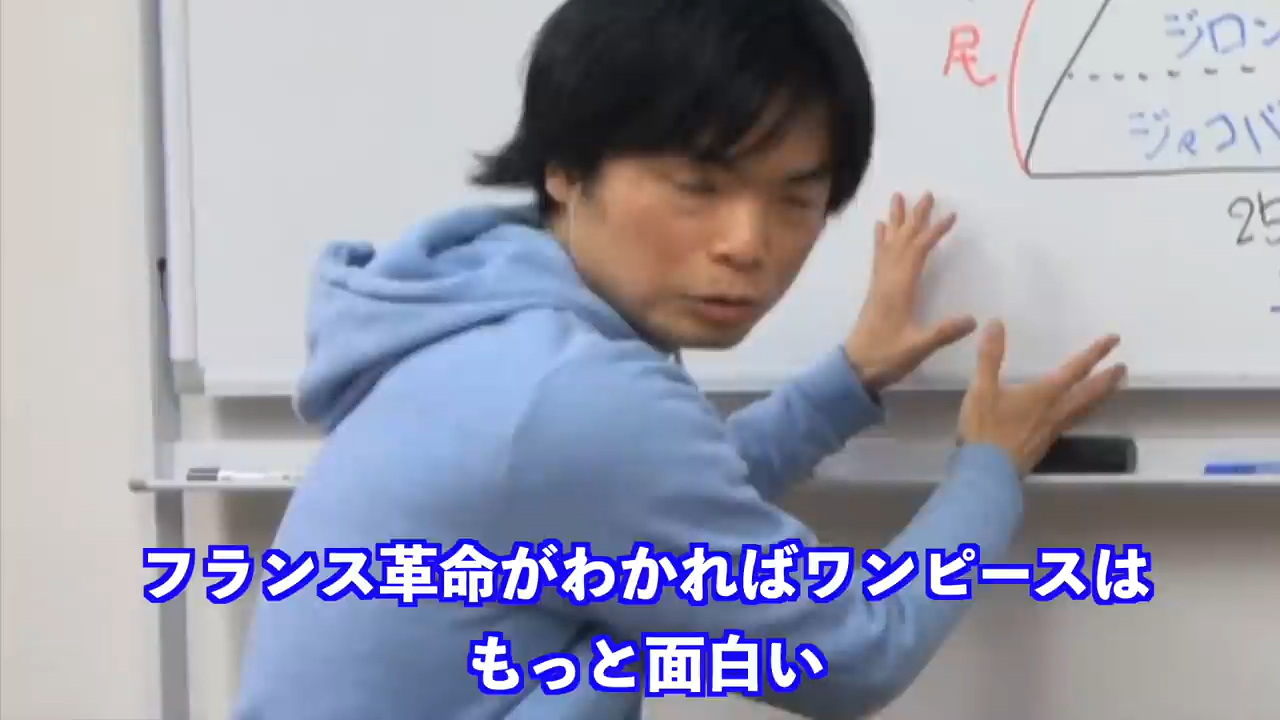 民
ジロン
ジャコバ
25
フランス革命がわかればワンピースは
もっと面白い